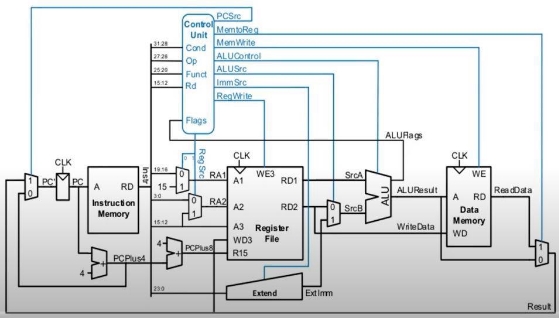 PCSrc
Control
Unit
MemtoReg
MemWrite
31:28
Cond
ALUControl
27:26
Op
ALUSrc
25:20
Funct
ImmSrc
15:12
Rd
RegWrite
Flags
ALURags
CLK
CLK
CLK
RegSrc
0 1
1
0
PC'
PC
A
RD
Instruction
Memory
Instr
19:16
15
0
1
RA1
3:0
0
1
RA2
15:12
WE3
A1
RD1
A2
RD2
A3
WD3
R15
Register
File
SrcA
0
1
SrcB
ALU
ALUResult
WriteData
WE
A
RD
Data
Memory
WD
ReadData
1
0
4
+
PCPlus4
4
+
PCPlus8
23:0
Extend
ExtImm
Result